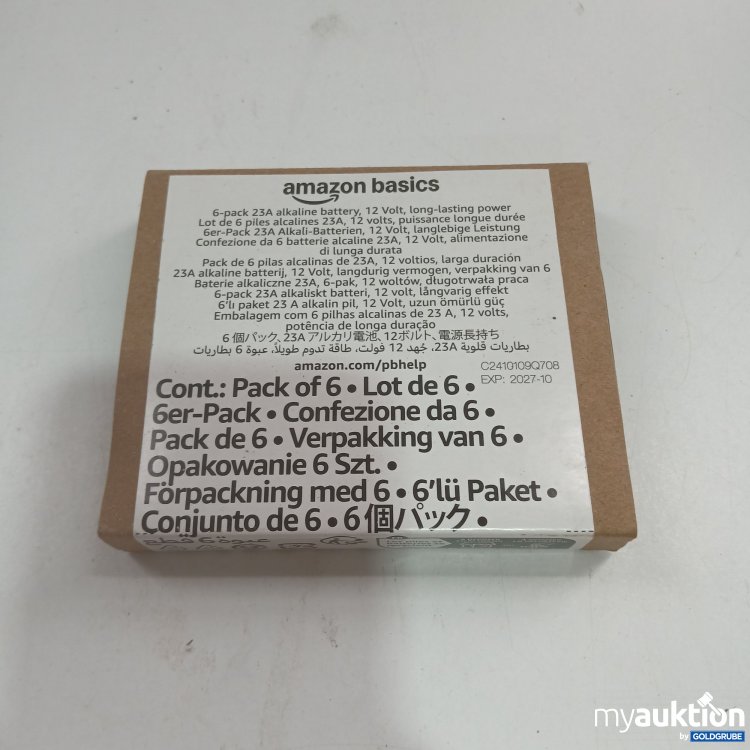 amazon basics
6-pack 23A alkaline battery, 12 Volt, long-lasting power
Lot de 6 piles alcalines 23A, 12 volts, puissance longue durée
6er-Pack 23A Alkali-Batterien, 12 Volt, langlebige Leistung
Confezione da 6 batterie alcaline 23A, 12 Volt, alimentazione
di lunga durata
Pack de 6 pilas alcalinas de 23A, 12 voltios, larga duración
23A alkaline batterij, 12 Volt, langdurig vermogen, verpakking van 6
Baterie alkaliczne 23A, 6-pak, 12 woltów, długotrwała praca
6-pack 23A alkaliskt batteri, 12 volt, långvarig effekt
6'lı paket 23 A alkalin pil, 12 Volt, uzun ömürlü güç
Embalagem com 6 pilhas alcalinas de 23 A, 12 volts,
potência de longa duração
6 個パック、23A アルカリ電池、12ボルト、電源長持ち
بطاريات قلوية 23A، جُهد 12 فولت، طاقة تدوم طويلاً، عبوة 6 بطاريات
amazon.com/pbhelp
C2410109Q708
EXP: 2027-10
Cont.: Pack of 6 • Lot de 6 •
6er-Pack • Confezione da 6 •
Pack de 6 • Verpakking van 6 •
Opakowanie 6 Szt. •
Förpackning med 6 • 6'lü Paket •
Conjunto de 6 • 6 個パック •
myauktion
by GOLDGRUBE